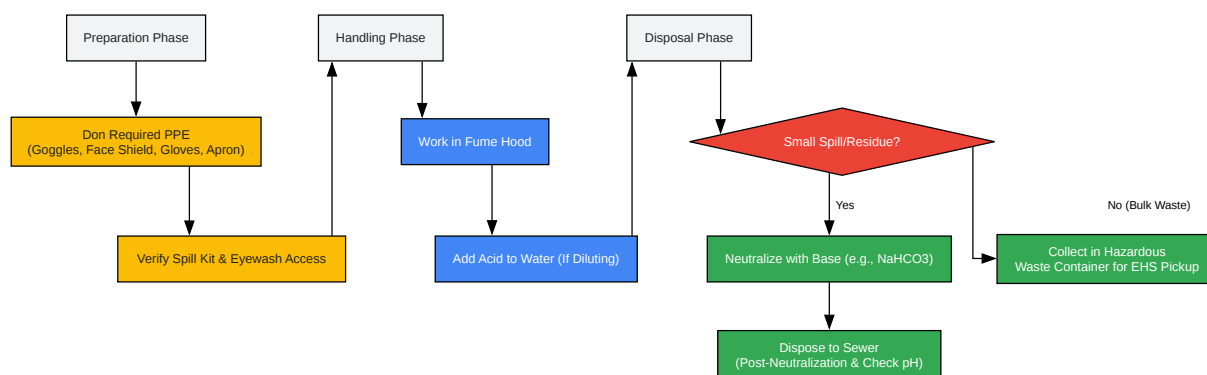 Preparation Phase
Handling Phase
Disposal Phase
Don Required PPE
(Goggles, Face Shield, Gloves, Apron)
Work in Fume Hood
Small Spill/Residue?
Yes
No (Bulk Waste)
Verify Spill Kit & Eyewash Access
Add Acid to Water (If Diluting)
Neutralize with Base (e.g., NaHCO3)
Collect in Hazardous
Waste Container for EHS Pickup
Dispose to Sewer
(Post-Neutralization & Check pH)